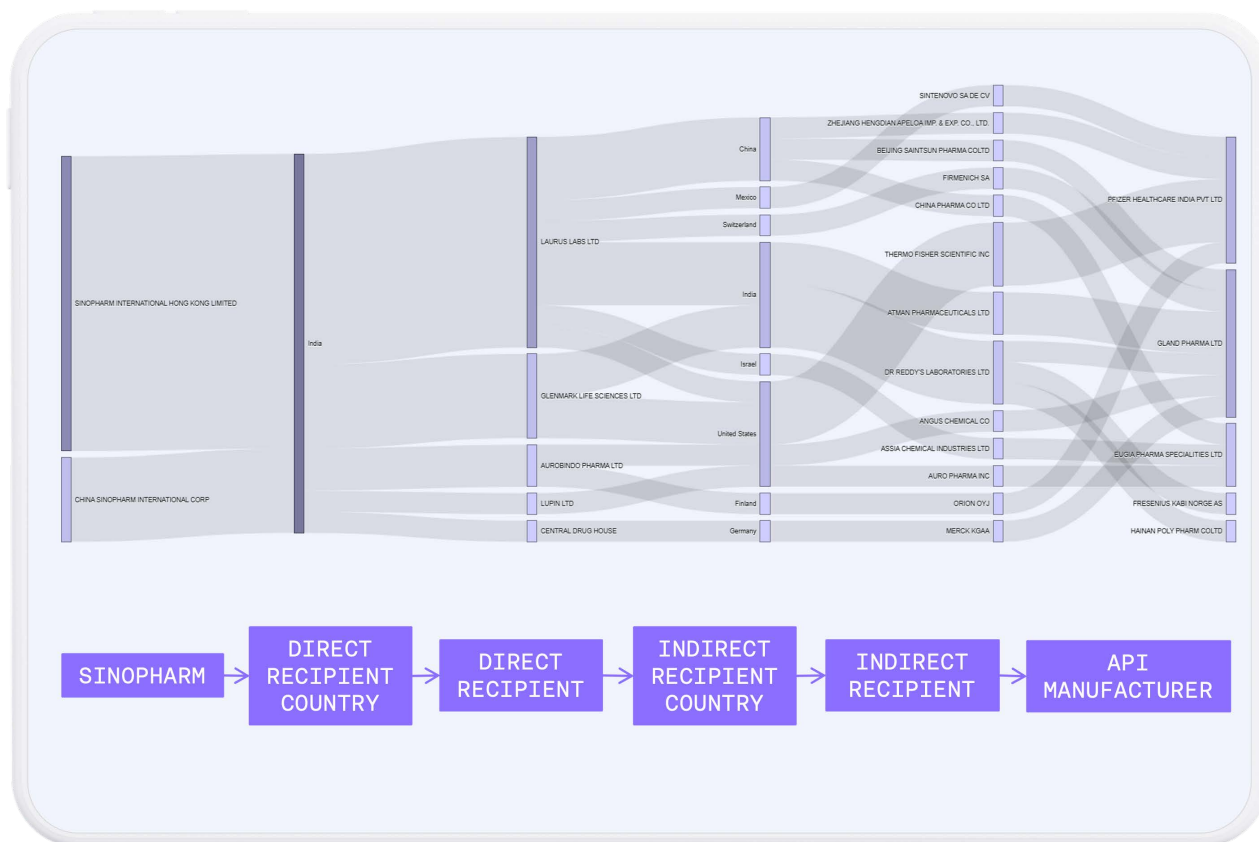 SINOPHARM INTERNATIONAL HONG KONG LIMITED
CHINA SINOPHARM INTERNATIONAL CORP
India
LAURUS LABS LTD
GLENMARK LIFE SCIENCES LTD
AUROBINDO PHARMA LTD
LUPIN LTD
CENTRAL DRUG HOUSE
China
Mexico
Switzerland
India
Israel
United States
Finland
Germany
SINTENOVO SA DE CV
ZHEJIANG HENGDIAN APELOA IMP. & EXP. CO., LTD.
BEIJING SAINTSUN PHARMA COLTD
FIRMENICH SA
CHINA PHARMA CO LTD
THERMO FISHER SCIENTIFIC INC
ATMAN PHARMACEUTICALS LTD
DR REDDY'S LABORATORIES LTD
ANGUS CHEMICAL CO
ASSIA CHEMICAL INDUSTRIES LTD
AURO PHARMA INC
ORION OYJ
MERCK KGAA
PFIZER HEALTHCARE INDIA PVT LTD
GLAND PHARMA LTD
EUGIA PHARMA SPECIALITIES LTD
FRESENIUS KABI NORGE AS
HAINAN POLY PHARM COLTD
SINOPHARM
DIRECT
RECIPIENT
COUNTRY
DIRECT
RECIPIENT
INDIRECT
RECIPIENT
COUNTRY
INDIRECT
RECIPIENT
API
MANUFACTURER